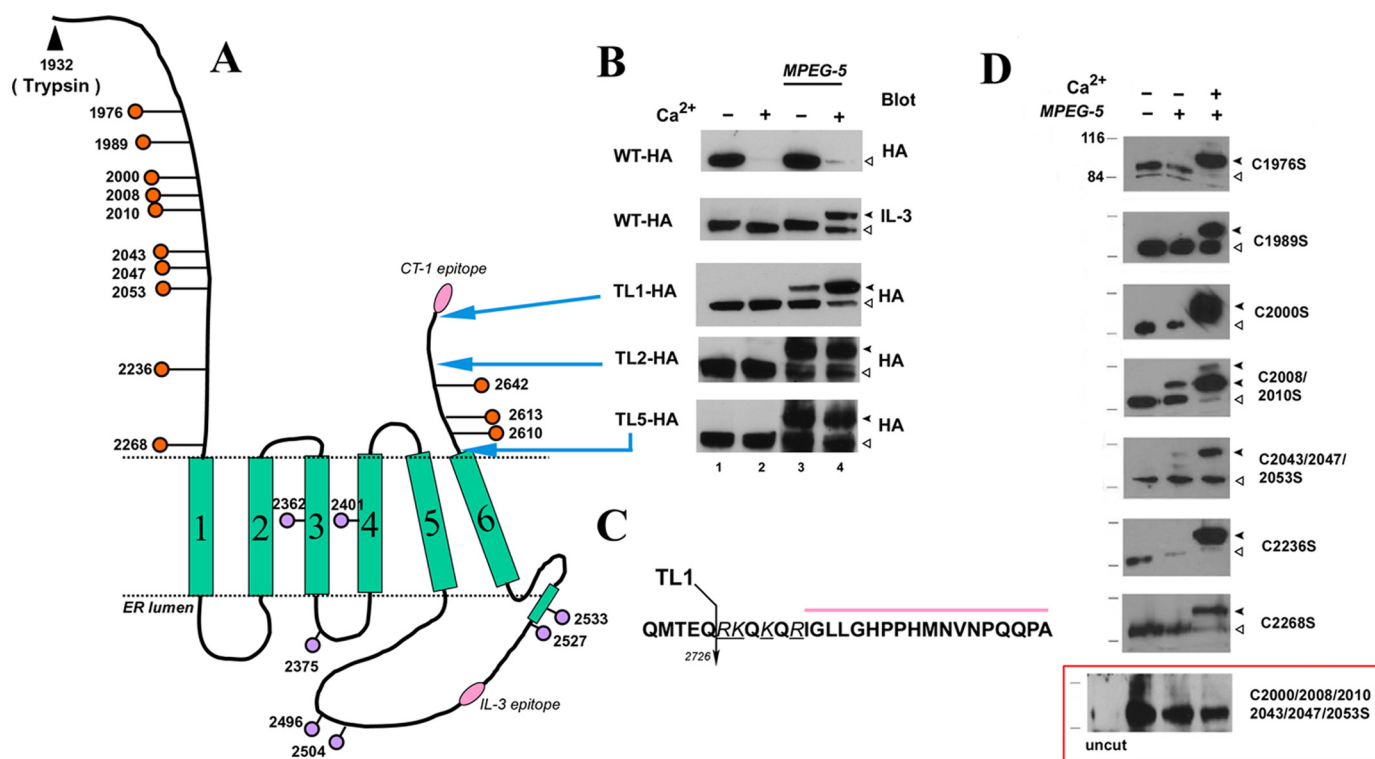 A
1932
( Trypsin )
1976
1989
2000
2008
2010
2043
2047
2053
2236
2268
CT-1 epitope
2642
2613
2610
1 2 3 4 5 6
2362
2401
ER lumen
2375
2533
2527
2496
2504
IL-3 epitope
B
MPEG-5
Ca2+ – + – + Blot
WT-HA HA
WT-HA IL-3
TL1-HA HA
TL2-HA HA
TL5-HA HA
1 2 3 4
C
TL1
QMTEQRKQKQRIGLLGHPPHMNVNPQQPA
2726
D
Ca2+ – – +
MPEG-5 – + +
116
84
C1976S
C1989S
C2000S
C2008/
2010S
C2043/2047/
2053S
C2236S
C2268S
C2000/2008/2010
2043/2047/2053S
uncut